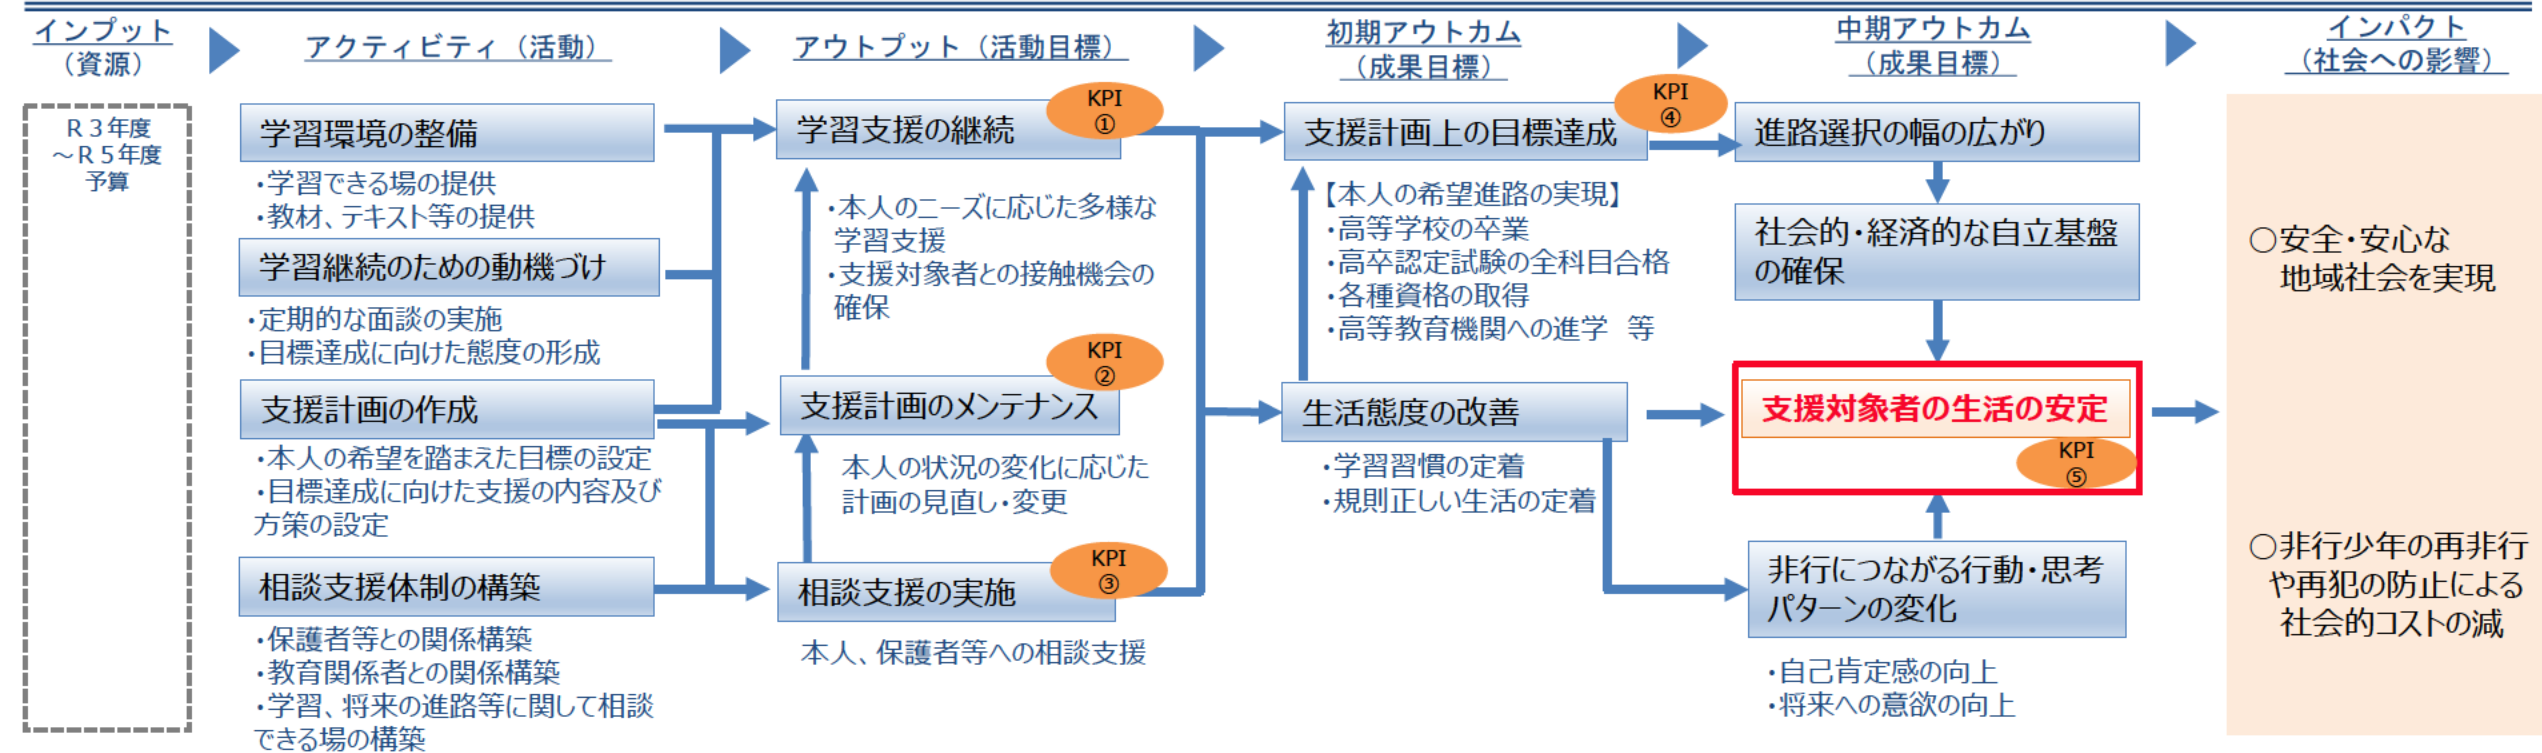 インプット
（資源）
アクティビティ（活動）
アウトプット（活動目標）
初期アウトカム
（成果目標）
中期アウトカム
（成果目標）
インパクト
（社会への影響）
Ｒ３年度
～Ｒ５年度
予算
学習環境の整備
・学習できる場の提供
・教材、テキスト等の提供
学習継続のための動機づけ
・定期的な面談の実施
・目標達成に向けた態度の形成
支援計画の作成
・本人の希望を踏まえた目標の設定
・目標達成に向けた支援の内容及び
方策の設定
相談支援体制の構築
・保護者等との関係構築
・教育関係者との関係構築
・学習、将来の進路等に関して相談
できる場の構築
学習支援の継続
KPI
①
・本人のニーズに応じた多様な
学習支援
・支援対象者との接触機会の
確保
支援計画のメンテナンス
KPI
②
本人の状況の変化に応じた
計画の見直し・変更
相談支援の実施
KPI
③
本人、保護者等への相談支援
支援計画上の目標達成
KPI
④
【本人の希望進路の実現】
・高等学校の卒業
・高卒認定試験の全科目合格
・各種資格の取得
・高等教育機関への進学　等
生活態度の改善
・学習習慣の定着
・規則正しい生活の定着
進路選択の幅の広がり
社会的・経済的な自立基盤
の確保
支援対象者の生活の安定
KPI
⑤
非行につながる行動・思考
パターンの変化
・自己肯定感の向上
・将来への意欲の向上
○安全・安心な
地域社会を実現
○非行少年の再非行
や再犯の防止による
社会的コストの減